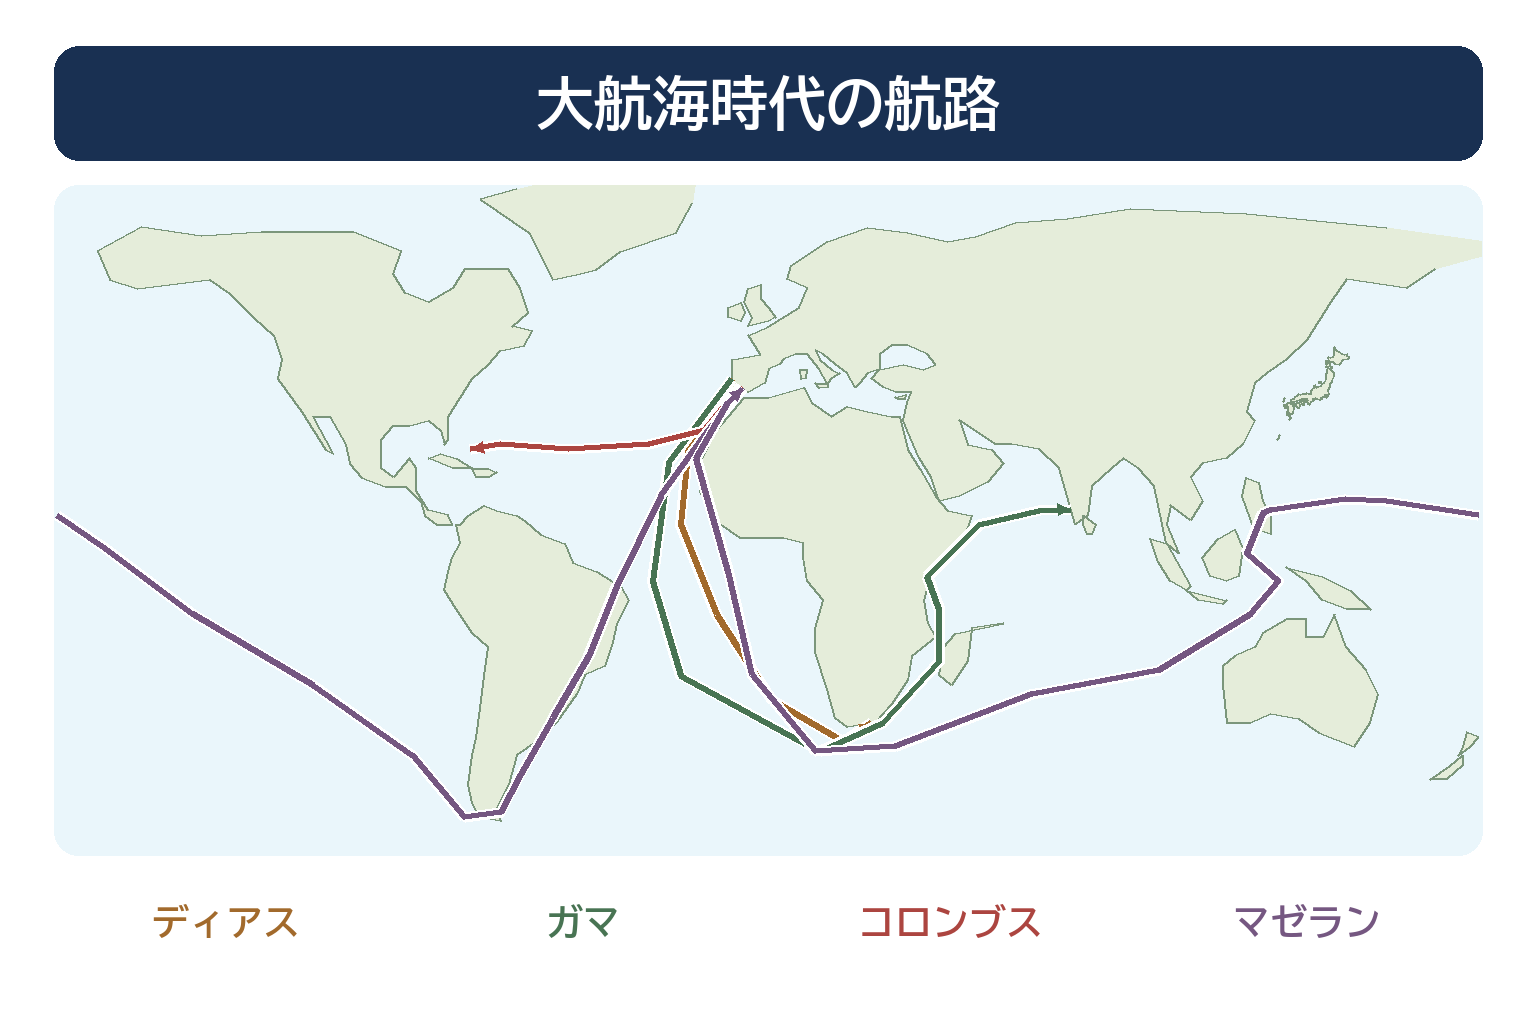 大航海時代の航路
ディアス
ガマ
コロンブス
マゼラン